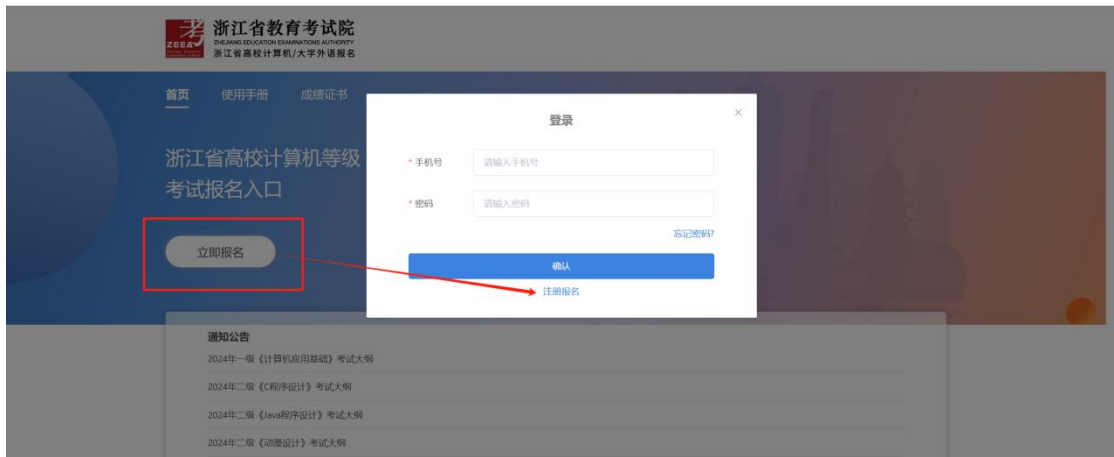 考
ZEEA
浙江省教育考试院
ZHEJIANG EDUCATION EXAMINATIONS AUTHORITY
浙江省高校计算机/大学外语报名
首页 使用手册 成绩证书
浙江省高校计算机等级
考试报名入口
立即报名
登录
×
* 手机号 请输入手机号
* 密码 请输入密码
忘记密码?
确认
注册报名
通知公告
2024年一级《计算机应用基础》考试大纲
2024年二级《C程序设计》考试大纲
2024年二级《Java程序设计》考试大纲
2024年二级《动漫设计》考试大纲